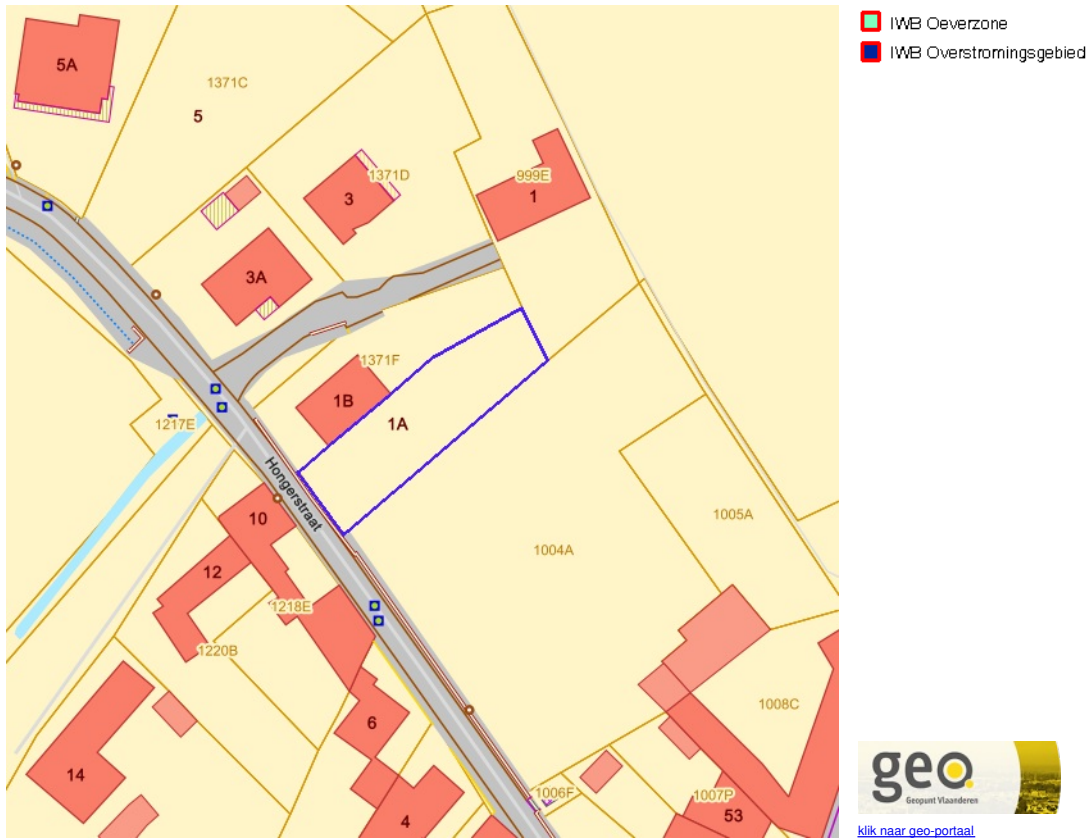 IWB Oeverzone
IWB Overstromingsgebied
5A
1371C
5
1371D
999E
3
1
3A
1371F
1B
1A
1217E
Hongerstraat
10
1005A
1004A
12
1218E
1220B
1008C
6
14
1006F
1007P
53
4
geo
Geopunt Vlaanderen
klik naar geo-portaal